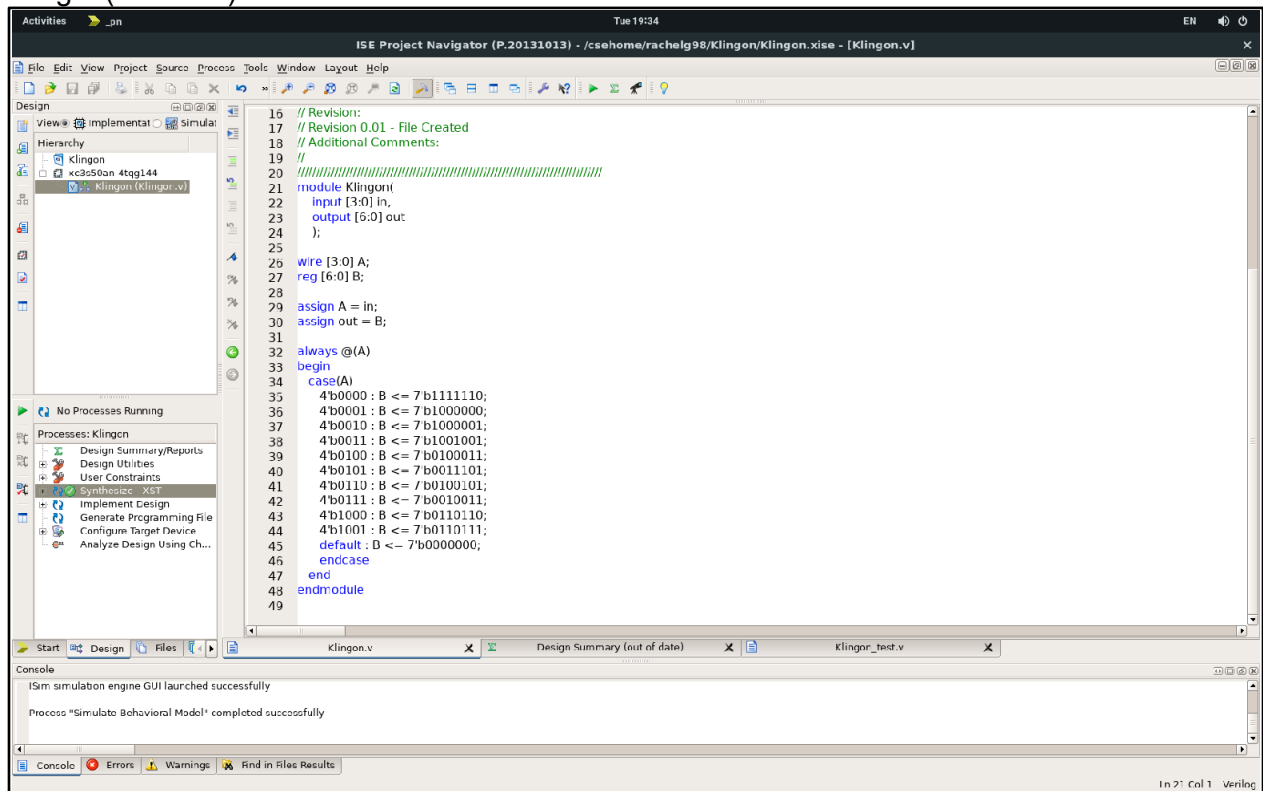 Activities _pn Tue 19:34 EN
ISE Project Navigator (P.20131013) - /csehome/rachelg98/Klingon/Klingon.xise - [Klingon.v]
File Edit View Project Source Process Tools Window Layout Help
Design
View Implementat Simula
Hierarchy
Klingon
xc3s50an-4tqg144
Klingon (Klingon.v)
No Processes Running
Processes: Klingon
Design Summary/Reports
Design Utilities
User Constraints
Synthesize - XST
Implement Design
Generate Programming File
Configure Target Device
Analyze Design Using Ch...
Start Design Files
16 // Revision:
17 // Revision 0.01 - File Created
18 // Additional Comments:
19 //
20 //////////////////////////////////////////////////////////////////////////////////
21 module Klingon(
22 input [3:0] in,
23 output [6:0] out
24 );
25
26 wire [3:0] A;
27 reg [6:0] B;
28
29 assign A = in;
30 assign out = B;
31
32 always @(A)
33 begin
34 case(A)
35 4'b0000 : B <= 7'b1111110;
36 4'b0001 : B <= 7'b1000000;
37 4'b0010 : B <= 7'b1000001;
38 4'b0011 : B <= 7'b1001001;
39 4'b0100 : B <= 7'b0100011;
40 4'b0101 : B <= 7'b0011101;
41 4'b0110 : B <= 7'b0100101;
42 4'b0111 : B <= 7'b0010011;
43 4'b1000 : B <= 7'b0110110;
44 4'b1001 : B <= 7'b0110111;
45 default : B <= 7'b0000000;
46 endcase
47 end
48 endmodule
49
Klingon.v Design Summary (out of date) Klingon_test.v
Console
ISim simulation engine GUI launched successfully
Process "Simulate Behavioral Model" completed successfully
Console Errors Warnings Find in Files Results
Ln 21 Col 1 Verilog